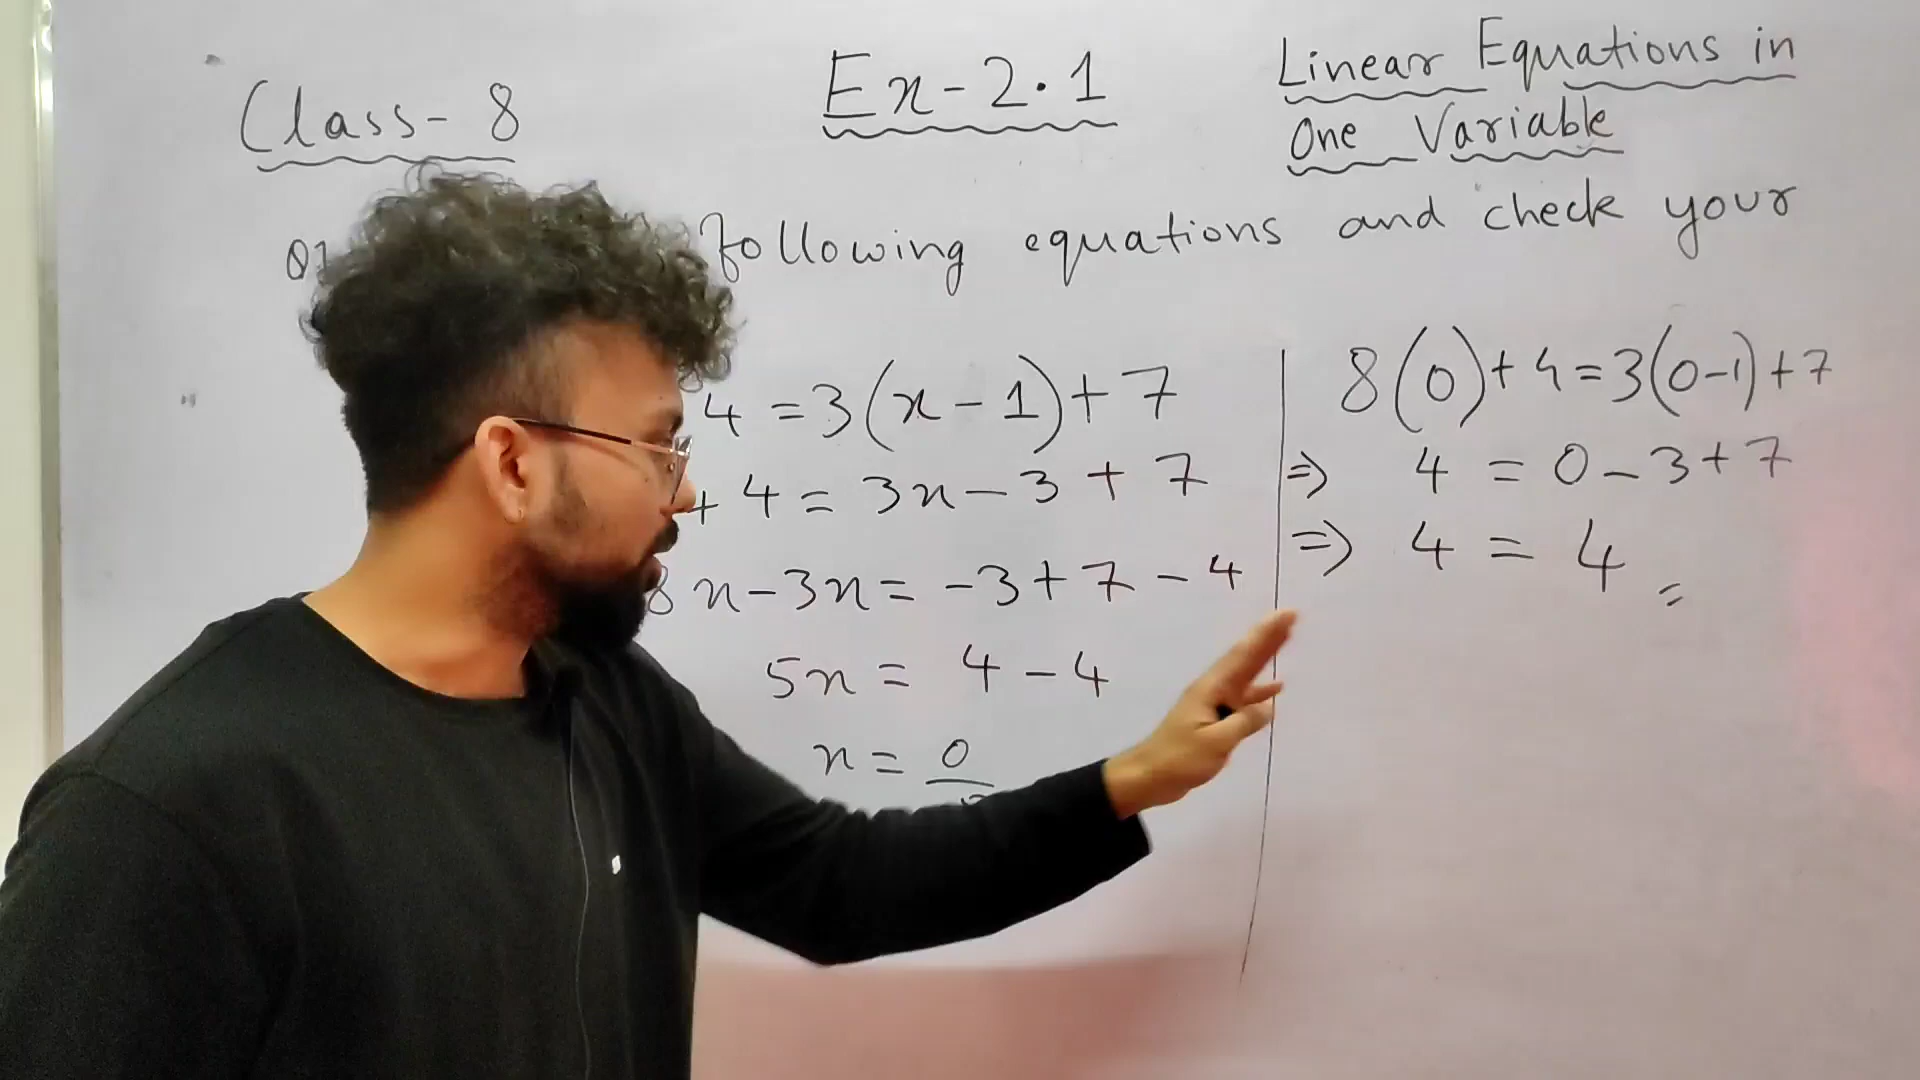 Class-8
Ex-2.1
Linear Equations in
One Variable
Q1 following equations and check your
4 = 3(x-1)+7
+ 4 = 3x-3+7
8x-3x = -3+7-4
5x = 4-4
x = 0
8(0)+4=3(0-1)+7
⇒ 4 = 0-3+7
⇒ 4 = 4